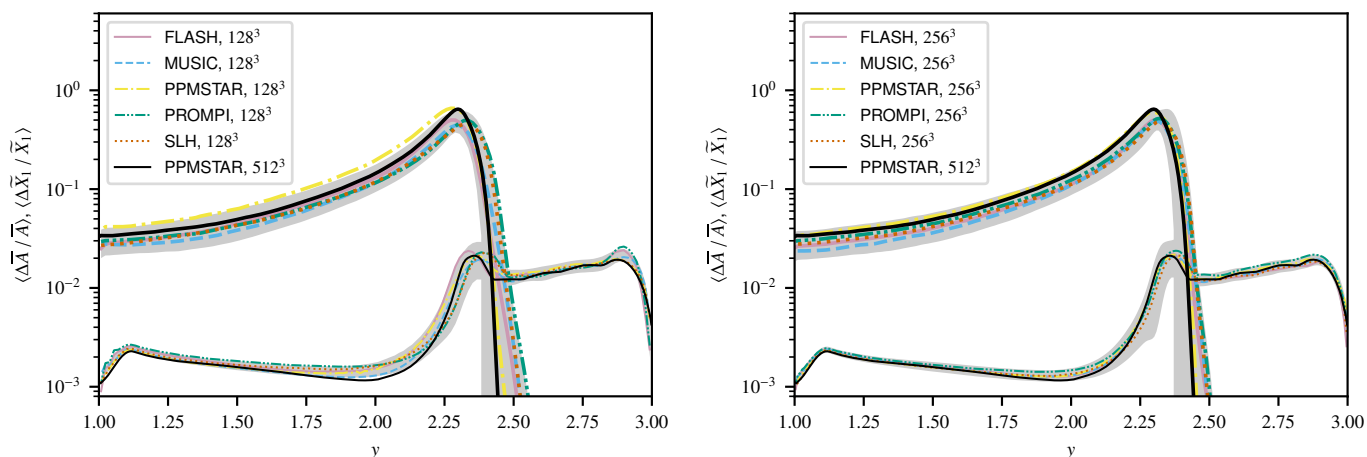 FLASH, 128³
MUSIC, 128³
PPMSTAR, 128³
PROMPI, 128³
SLH, 128³
PPMSTAR, 512³
10⁰
10⁻¹
10⁻²
10⁻³
⟨ΔA̅ / A̅⟩, ⟨ΔX̃₁ / X̃₁⟩
1.00 1.25 1.50 1.75 2.00 2.25 2.50 2.75 3.00
y
FLASH, 256³
MUSIC, 256³
PPMSTAR, 256³
PROMPI, 256³
SLH, 256³
PPMSTAR, 512³
10⁰
10⁻¹
10⁻²
10⁻³
⟨ΔA̅ / A̅⟩, ⟨ΔX̃₁ / X̃₁⟩
1.00 1.25 1.50 1.75 2.00 2.25 2.50 2.75 3.00
y